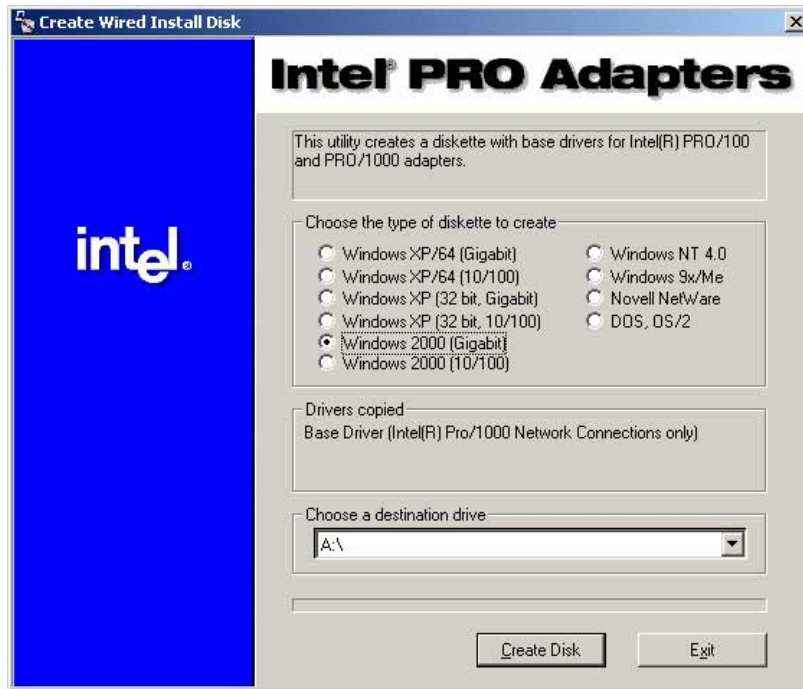 Create Wired Install Disk
Intel® PRO Adapters
This utility creates a diskette with base drivers for Intel(R) PRO/100
and PRO/1000 adapters.
intel®
Choose the type of diskette to create
Windows XP/64 (Gigabit)
Windows XP/64 (10/100)
Windows XP (32 bit, Gigabit)
Windows XP (32 bit, 10/100)
Windows 2000 (Gigabit)
Windows 2000 (10/100)
Windows NT 4.0
Windows 9x/Me
Novell NetWare
DOS, OS/2
Drivers copied
Base Driver (Intel(R) Pro/1000 Network Connections only)
Choose a destination drive
A:\
Create Disk
Exit